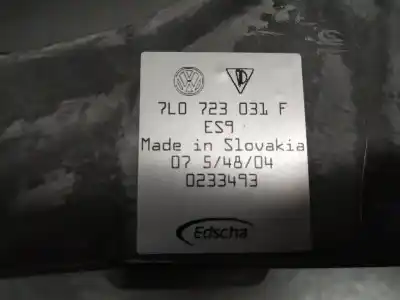 7L0 723 031 F
ES9
Made in Slovakia
07 5/48/04
0233493
Edscha